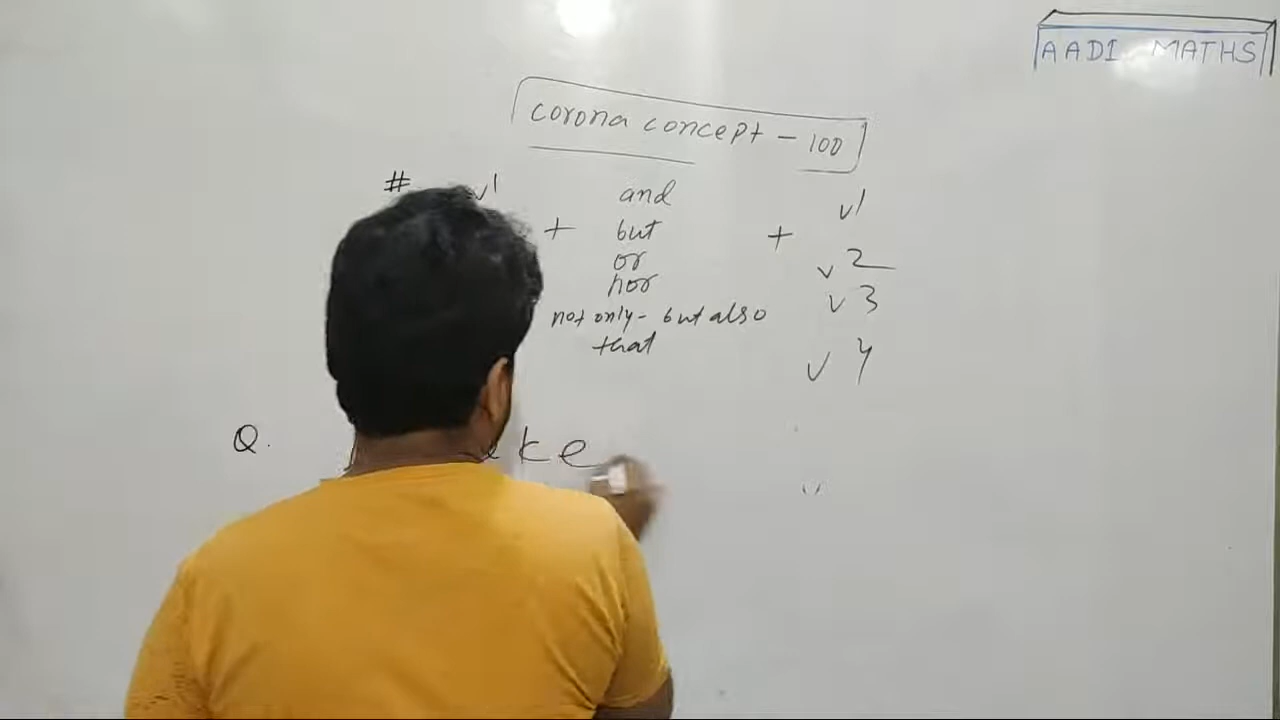 AADI MATHS
corona concept - 100
# v1 and v1
+ but +
or v2
nor v3
not only - but also
that v4
Q. ke